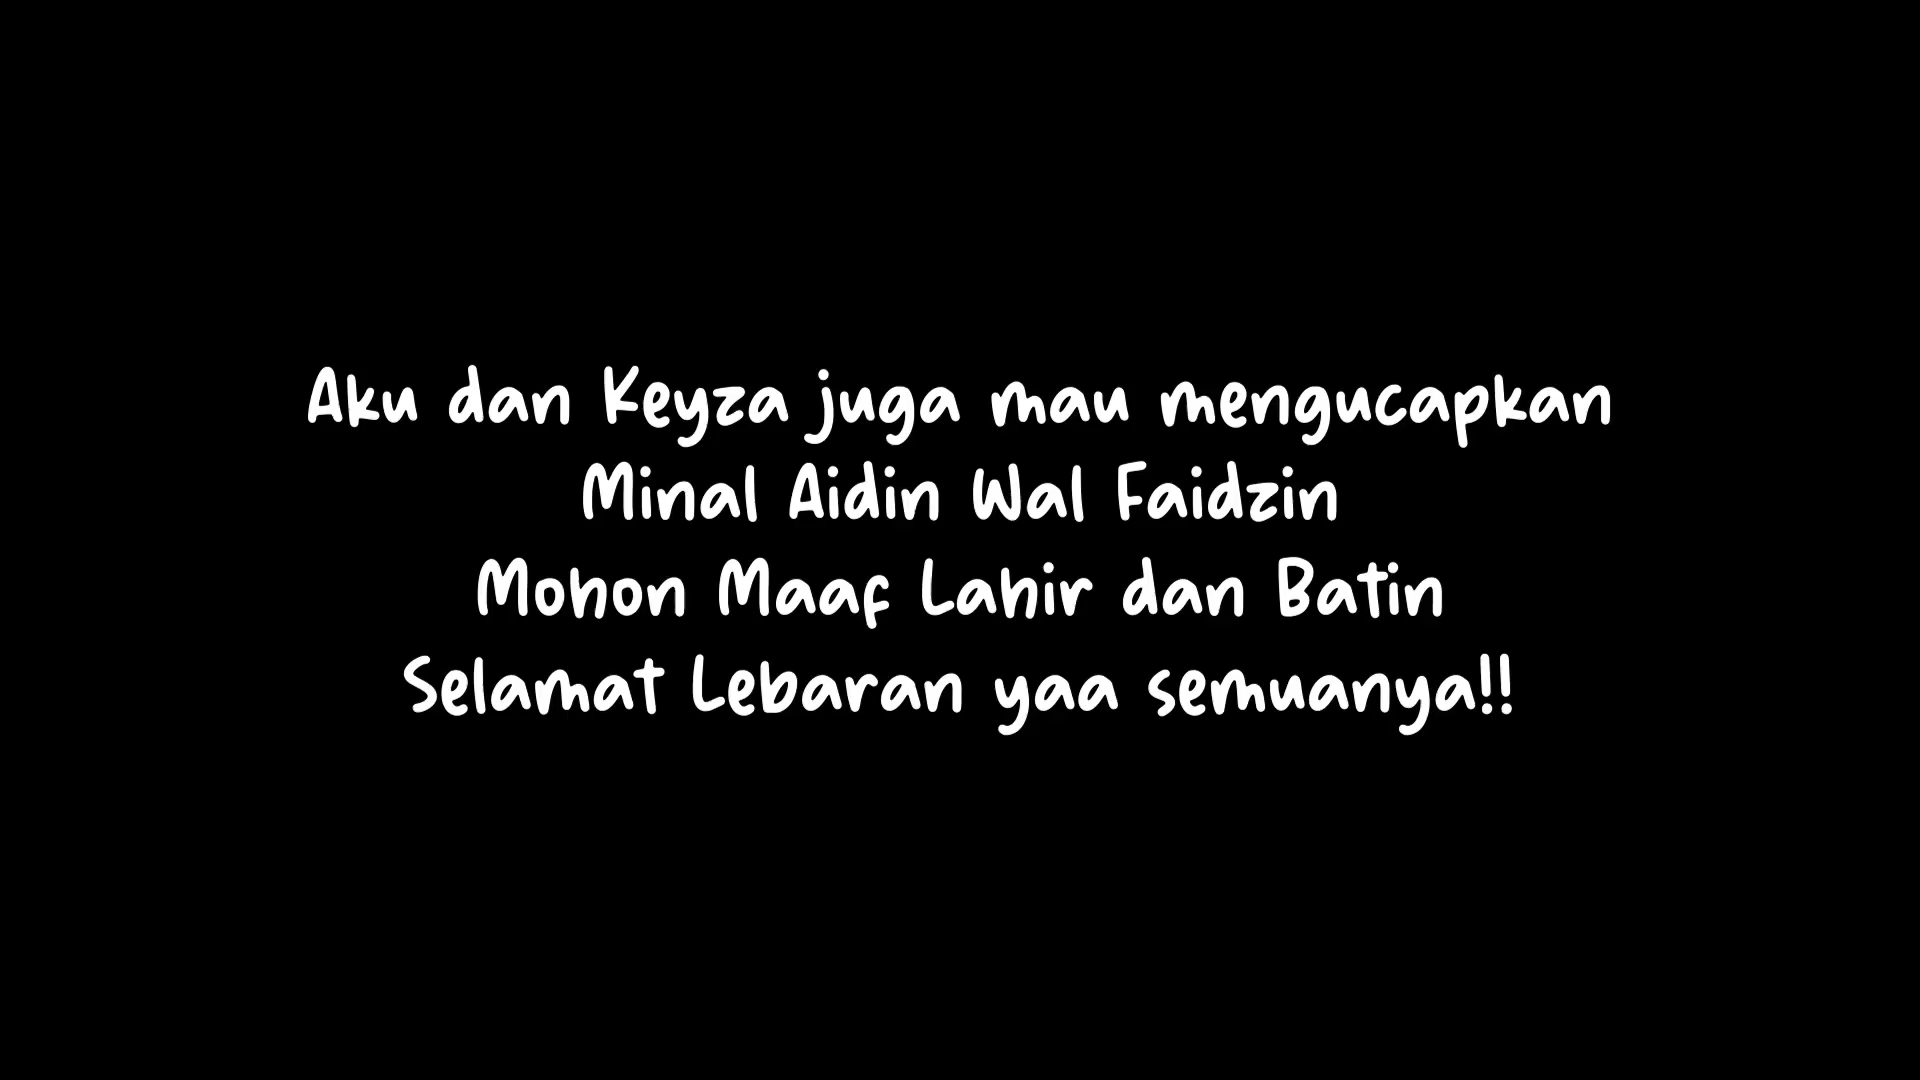 Aku dan Keyza juga mau mengucapkan
Minal Aidin Wal Faidzin
Mohon Maaf Lahir dan Batin
Selamat Lebaran yaa semuanya!!